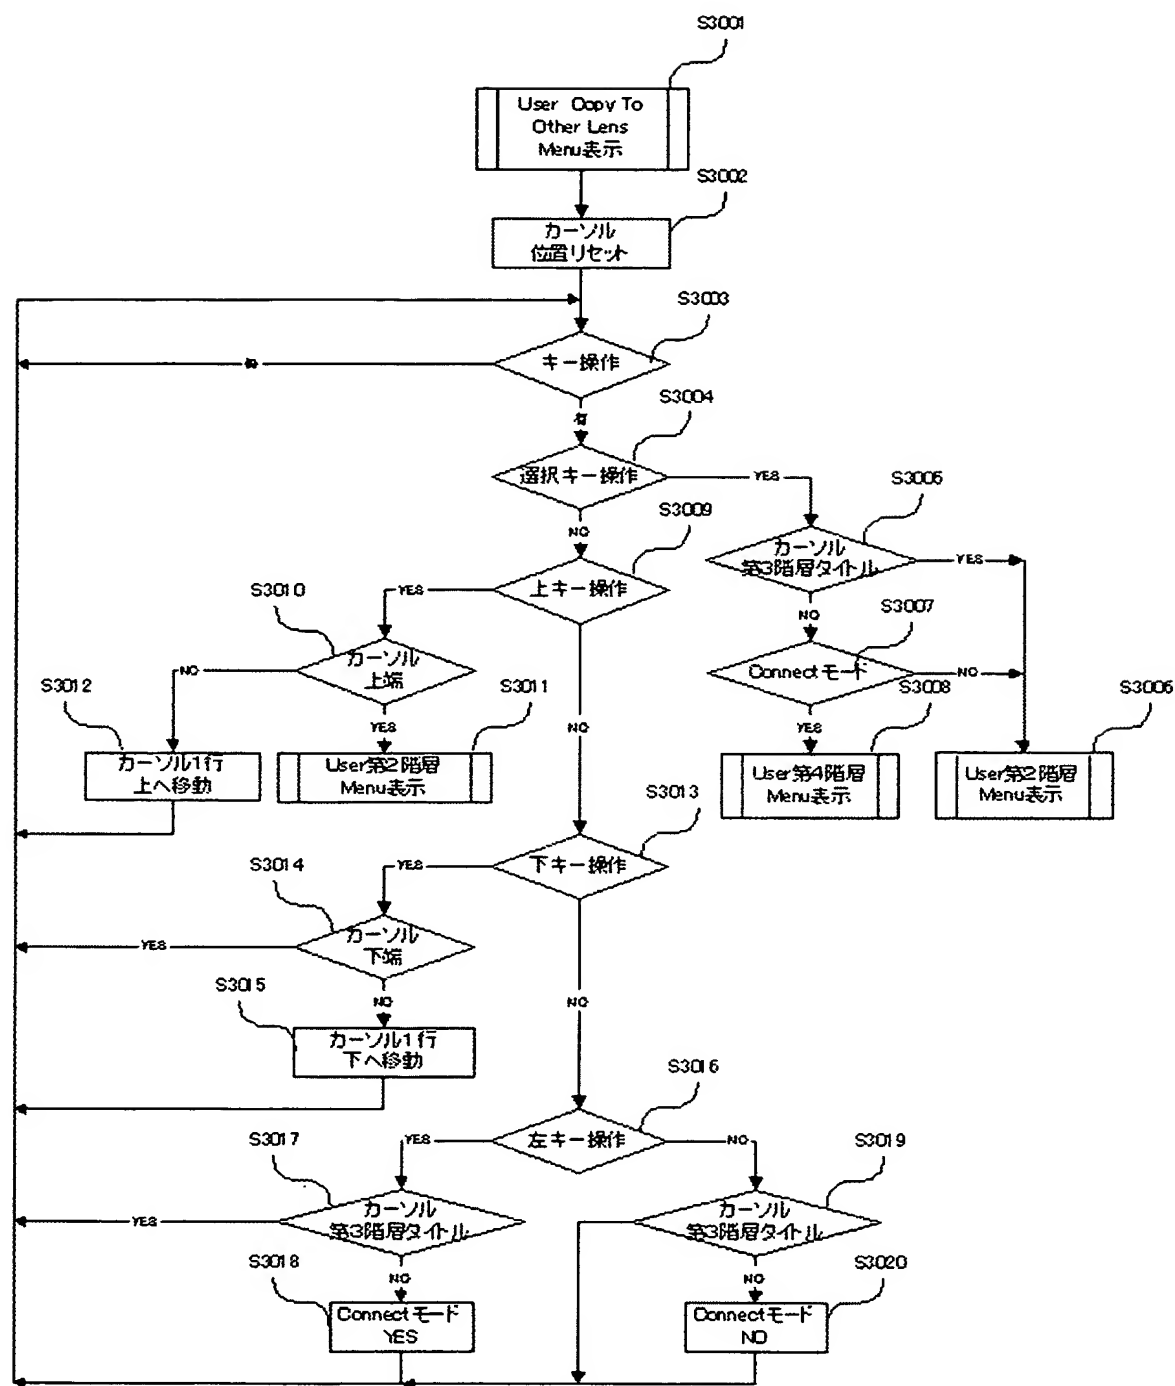 S3001
User Copy To
Other Lens
Menu表示
S3002
カーソル
位置リセット
S3003
キー操作
S3004
有
選択キー操作
YES
S3005
カーソル
第3階層タイトル
YES
NO
S3009
上キー操作
YES
S3010
カーソル
上端
NO
S3012
カーソル1行
上へ移動
YES
S3011
User第2階層
Menu表示
NO
NO
S3007
Connectモード
NO
YES
S3008
User第4階層
Menu表示
S3006
User第2階層
Menu表示
S3013
下キー操作
YES
S3014
カーソル
下端
YES
NO
S3015
カーソル1行
下へ移動
NO
S3016
左キー操作
YES
NO
S3017
カーソル
第3階層タイトル
YES
NO
S3018
Connectモード
YES
S3019
カーソル
第3階層タイトル
NO
S3020
Connectモード
NO